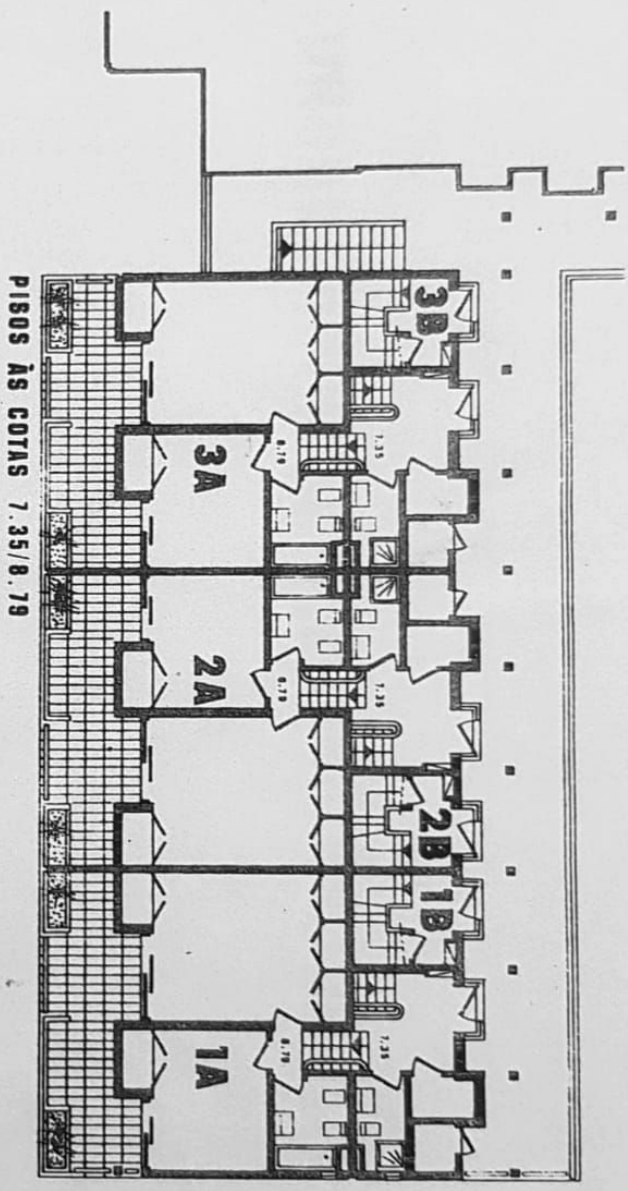 PISOS ÀS COTAS 7.35/8.79
3B
7.35
8.79
3A
2A
8.79
7.35
2B
1B
7.35
8.79
1A